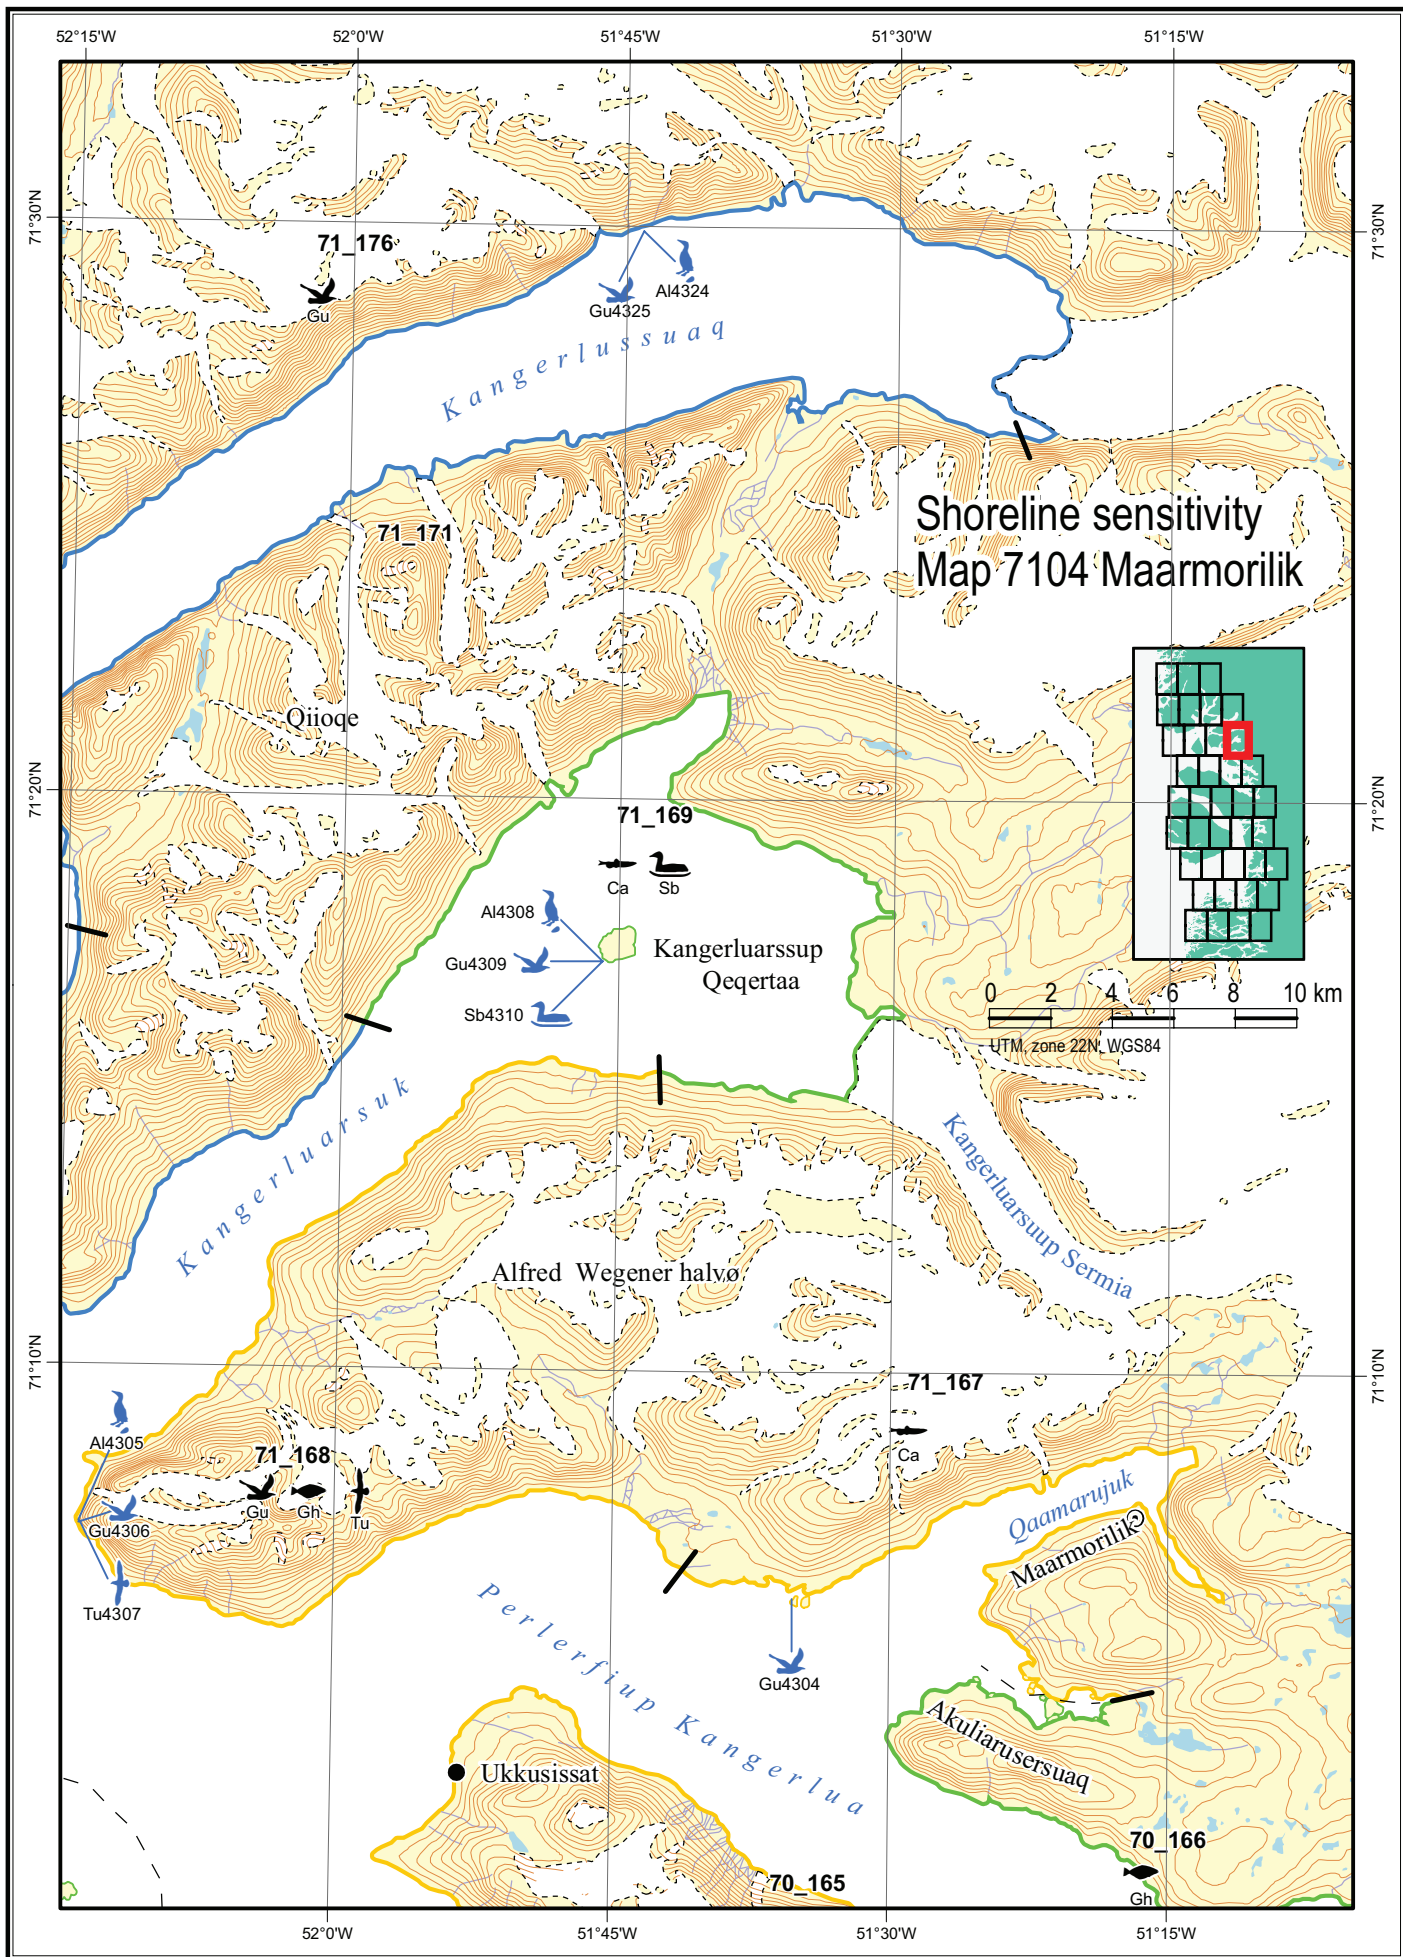 52°15'W
52°0'W
51°45'W
51°30'W
51°15'W
71°30'N
71°30'N
71_176
Gu
Al4324
Gu4325
Kangerlussuaq
71_171
Shoreline sensitivity
Map 7104 Maarmorilik
Qiioqe
71°20'N
71°20'N
71_169
Ca
Sb
Al4308
Gu4309
Sb4310
Kangerluarssup
Qeqertaa
0 2 4 6 8 10 km
UTM, zone 22N, WGS84
Kangerluarsuk
Kangerluarsuup Sermia
Alfred Wegener halvø
71°10'N
71°10'N
71_167
Ca
Al4305
71_168
Gu
Gh
Tu
Gu4306
Tu4307
Qaamarujuk
Maarmorilik
Perlerfiup Kangerlua
Gu4304
Akuliarusersuaq
Ukkusissat
70_166
Gh
70_165
52°0'W
51°45'W
51°30'W
51°15'W